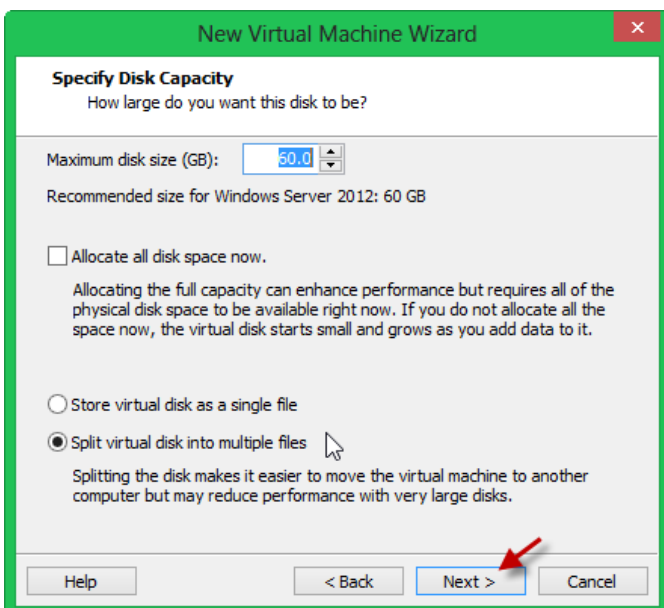 New Virtual Machine Wizard
Specify Disk Capacity
How large do you want this disk to be?
Maximum disk size (GB): 60.0
Recommended size for Windows Server 2012: 60 GB
Allocate all disk space now.
Allocating the full capacity can enhance performance but requires all of the
physical disk space to be available right now. If you do not allocate all the
space now, the virtual disk starts small and grows as you add data to it.
Store virtual disk as a single file
Split virtual disk into multiple files
Splitting the disk makes it easier to move the virtual machine to another
computer but may reduce performance with very large disks.
Help < Back Next > Cancel